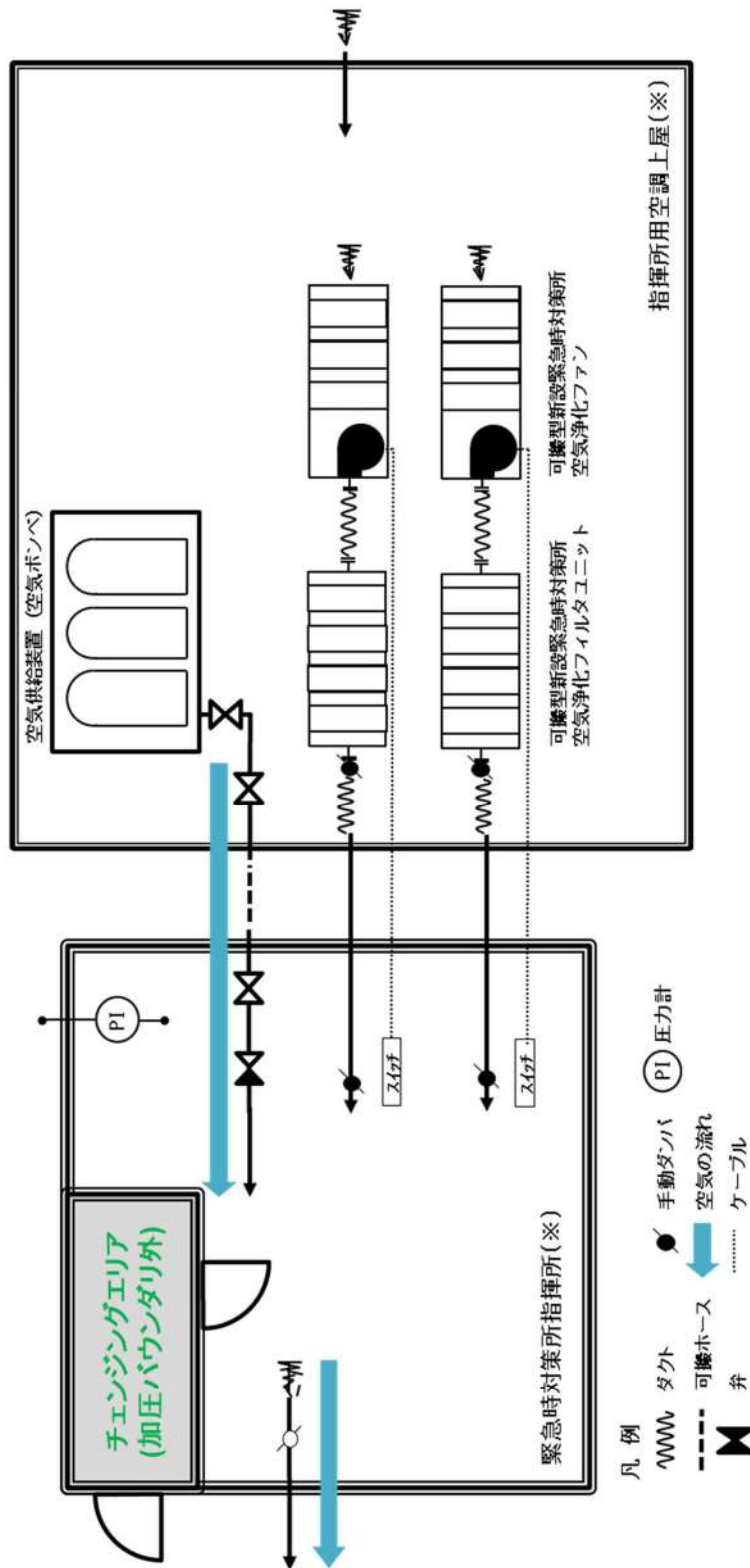 チェンジングエリア
(加圧バウンダリ外)
PI
空気供給装置 (空気ボンベ)
スイッチ
スイッチ
可搬型新設緊急時対策所
空気浄化フィルタユニット
可搬型新設緊急時対策所
空気浄化ファン
緊急時対策所指揮所(※)
指揮所用空調上屋(※)
凡 例
ダクト
手動ダンパ
PI 圧力計
可搬ホース
空気の流れ
弁
ケーブル